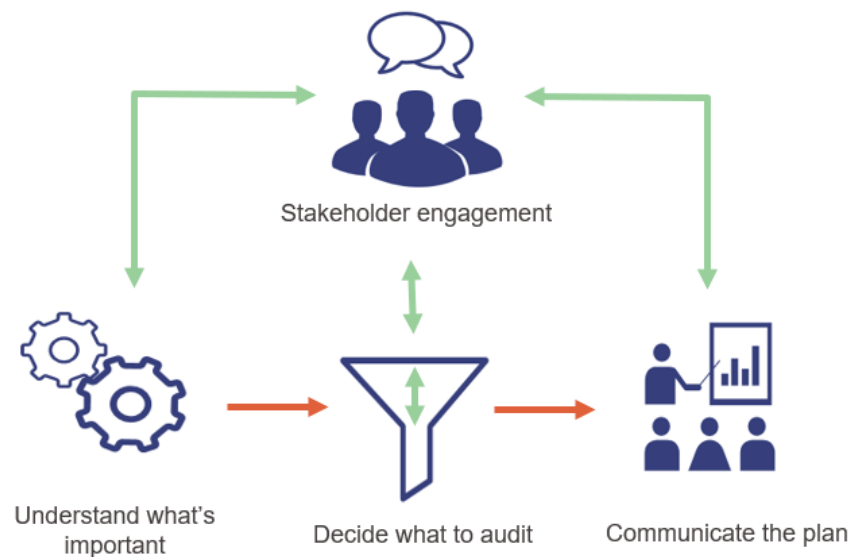 Stakeholder engagement
Understand what's
important
Decide what to audit
Communicate the plan